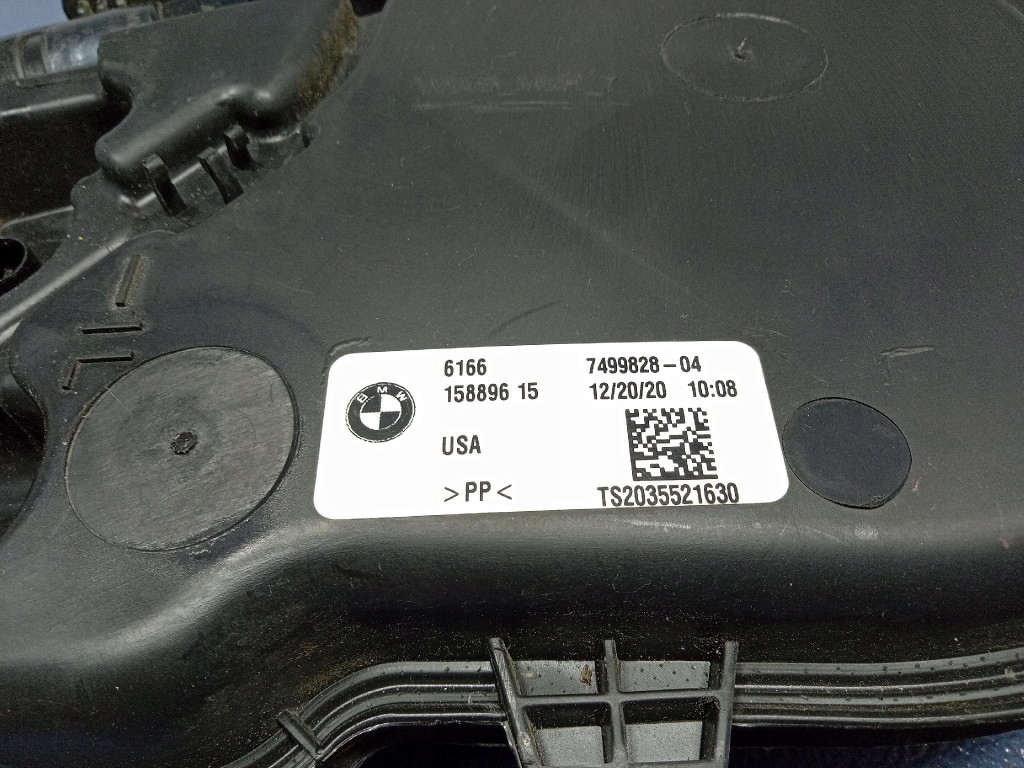 6166 7499828-04
158896 15 12/20/20 10:08
BMW
USA
>PP< TS2035521630